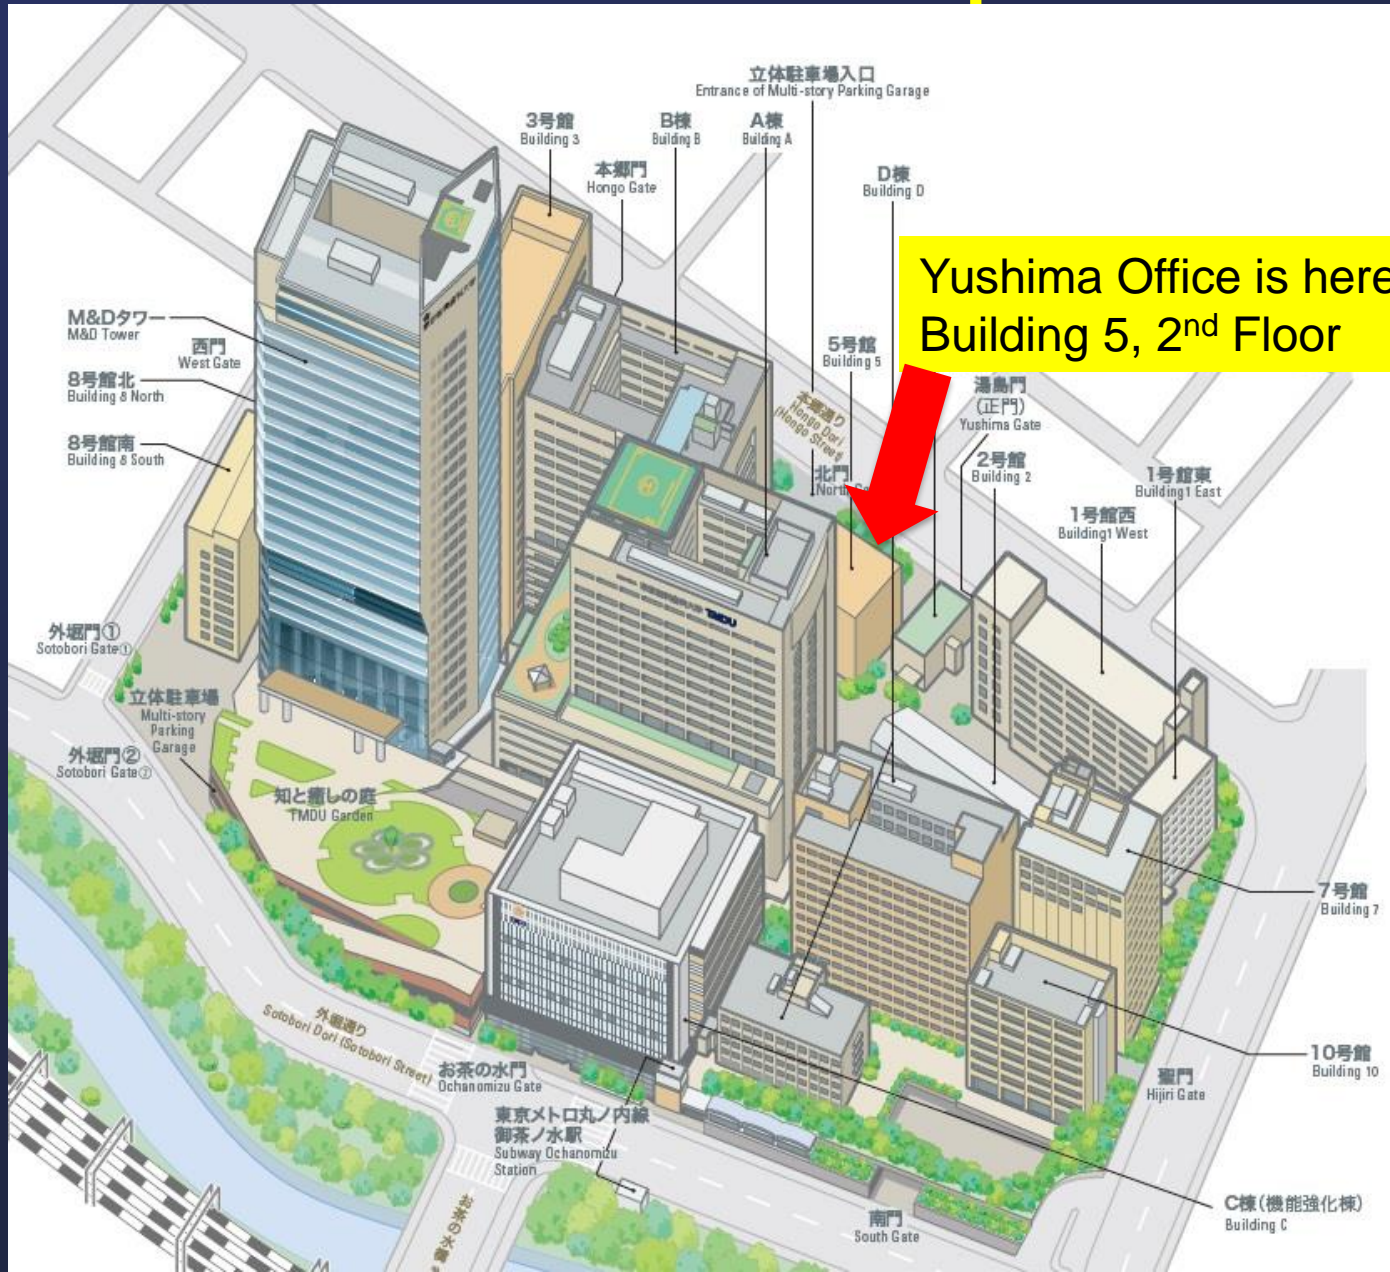 立体駐車場入口
Entrance of Multi-story Parking Garage
3号館
Building 3
B棟
Building B
A棟
Building A
本郷門
Hongo Gate
D棟
Building D
Yushima Office is here
Building 5, 2nd Floor
M&Dタワー
M&D Tower
西門
West Gate
5号館
Building 5
8号館北
Building 8 North
湯島門
(正門)
Yushima Gate
本郷通り
Hongo Dori
(Hongo Street)
8号館南
Building 8 South
北門
North
2号館
Building 2
1号館東
Building1 East
1号館西
Building1 West
TMDU
外堀門①
Sotobori Gate①
立体駐車場
Multi-story
Parking
Garage
外堀門②
Sotobori Gate②
知と癒しの庭
TMDU Garden
7号館
Building 7
外堀通り
Sotobori Dori (Sotobori Street)
お茶の水門
Ochanomizu Gate
10号館
Building 10
聖門
Hijiri Gate
東京メトロ丸ノ内線
御茶ノ水駅
Subway Ochanomizu
Station
お茶の水橋
南門
South Gate
C棟(機能強化棟)
Building C